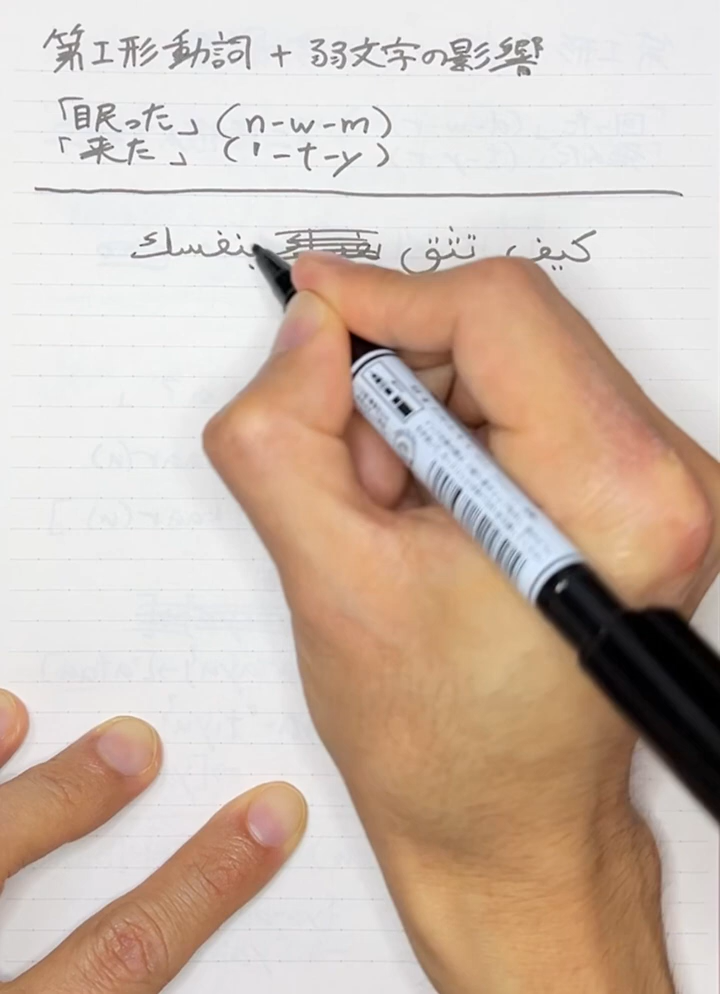 第I形動詞 + 弱文字の影響
「眠った」(n-w-m)
「来た」('-t-y)
كيف تثق بنفسك